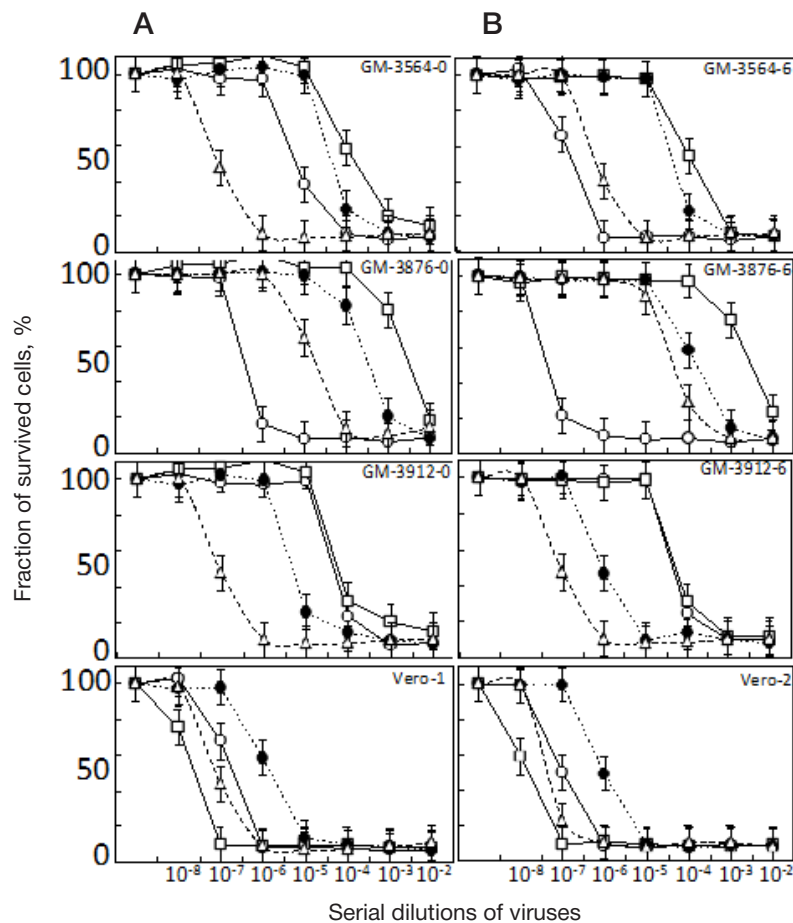 A B
100 GM-3564-0 GM-3564-6
50
0
100 GM-3876-0 GM-3876-6
50
0
100 GM-3912-0 GM-3912-6
50
0
100 Vero-1 Vero-2
50
0
Fraction of survived cells, %
10-8 10-7 10-6 10-5 10-4 10-3 10-2 10-8 10-7 10-6 10-5 10-4 10-3 10-2
Serial dilutions of viruses